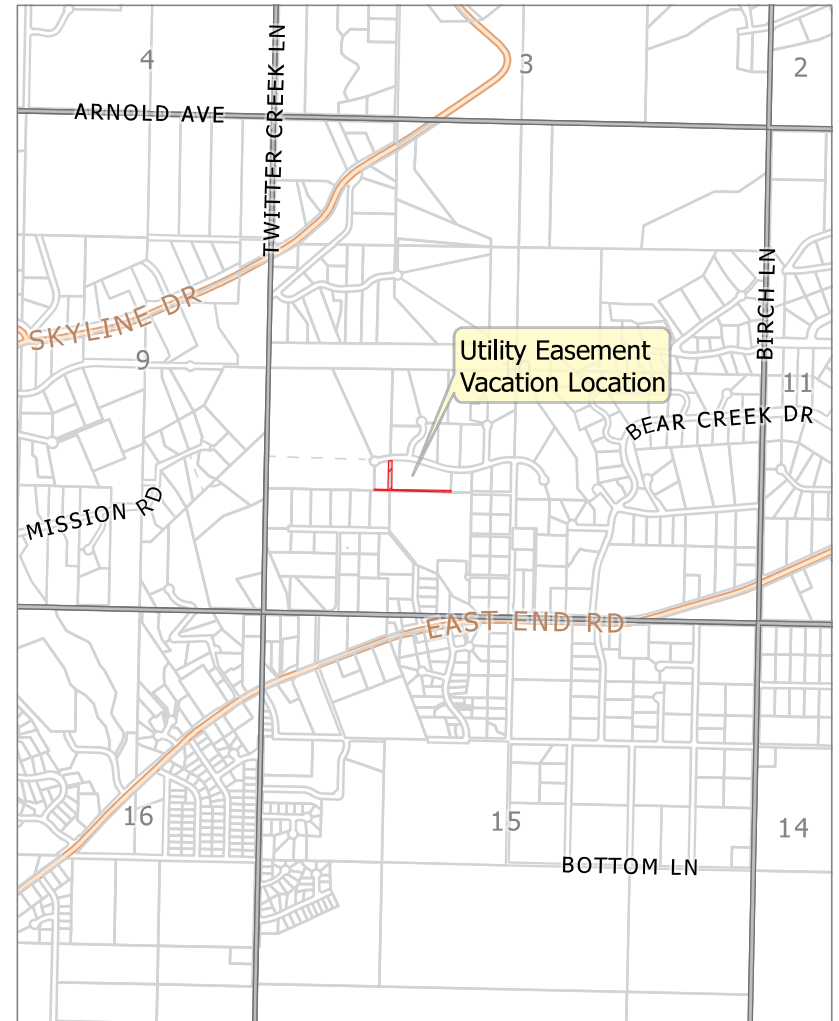 4
3
2
ARNOLD AVE
TWITTER CREEK LN
BIRCH LN
SKYLINE DR
9
Utility Easement
Vacation Location
11
BEAR CREEK DR
MISSION RD
EAST END RD
16
15
14
BOTTOM LN